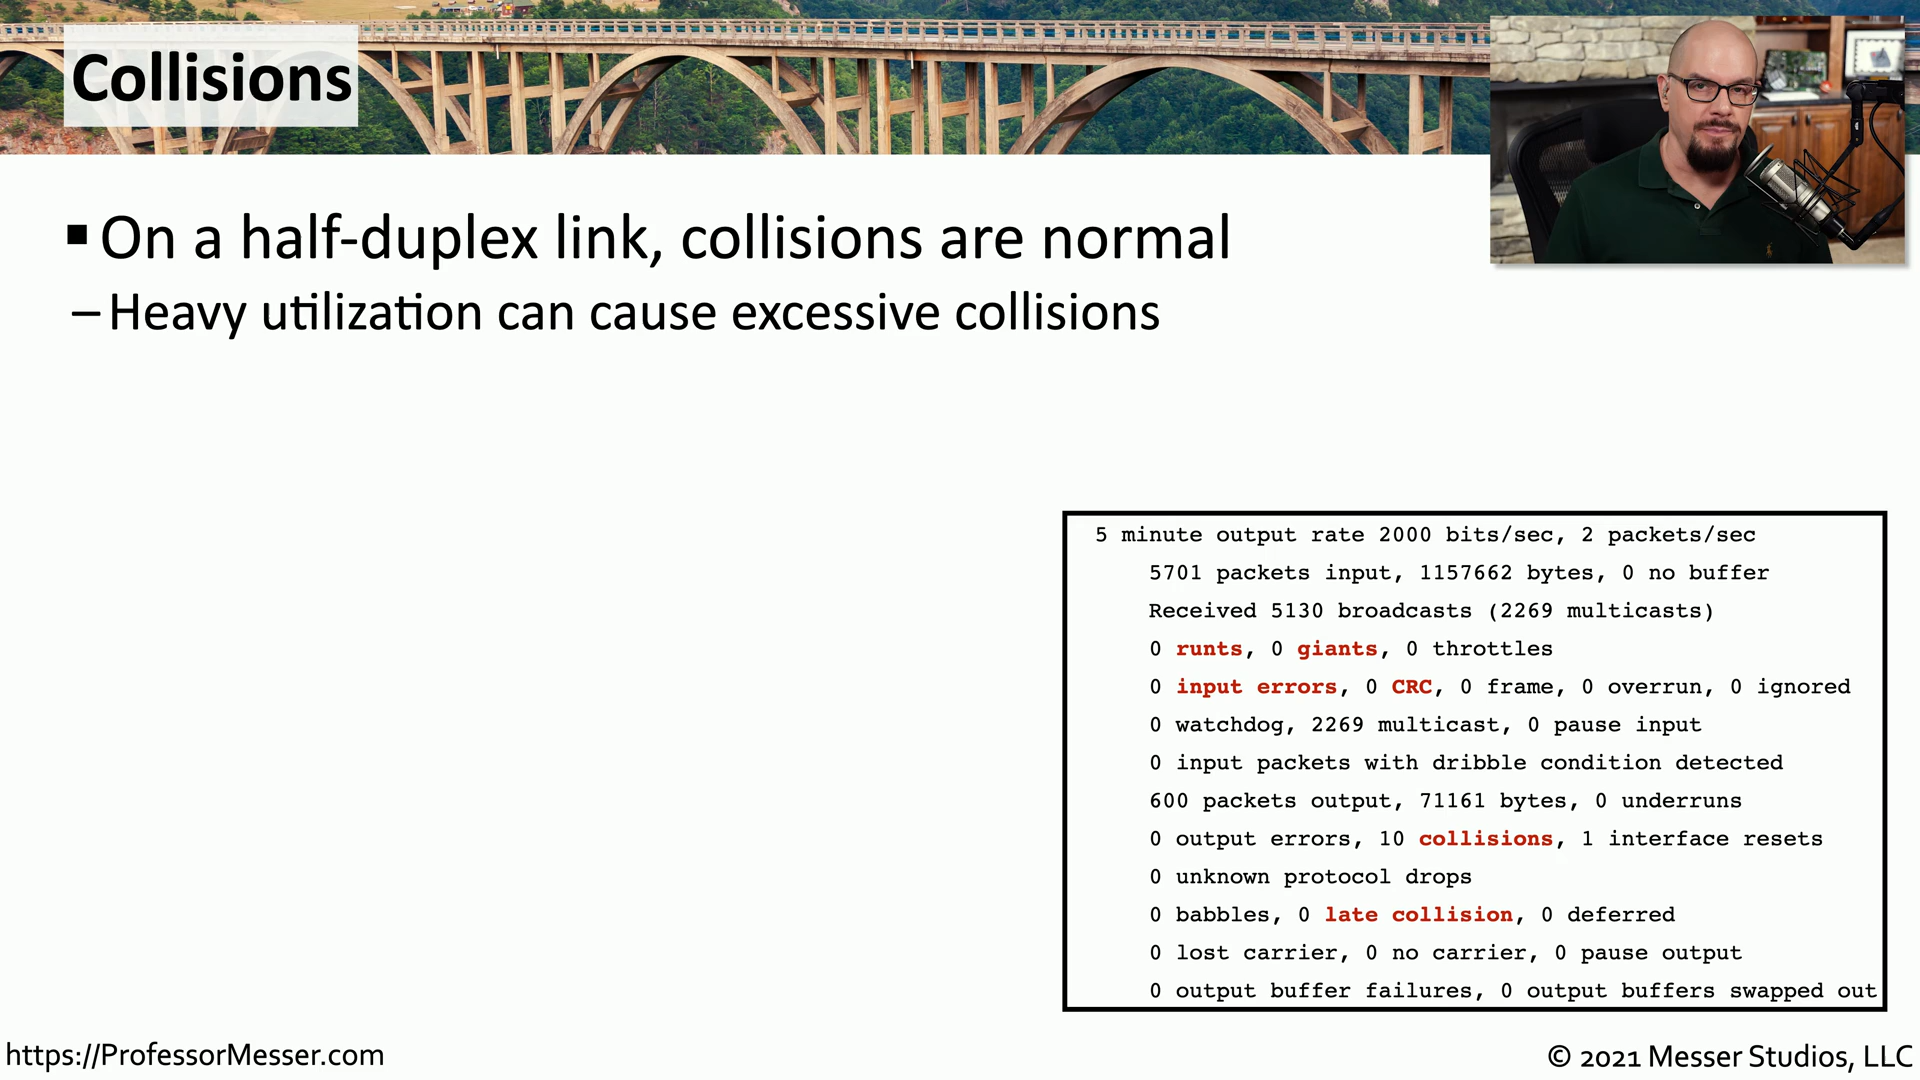 Collisions
▪ On a half-duplex link, collisions are normal
– Heavy utilization can cause excessive collisions
5 minute output rate 2000 bits/sec, 2 packets/sec
5701 packets input, 1157662 bytes, 0 no buffer
Received 5130 broadcasts (2269 multicasts)
0 runts, 0 giants, 0 throttles
0 input errors, 0 CRC, 0 frame, 0 overrun, 0 ignored
0 watchdog, 2269 multicast, 0 pause input
0 input packets with dribble condition detected
600 packets output, 71161 bytes, 0 underruns
0 output errors, 10 collisions, 1 interface resets
0 unknown protocol drops
0 babbles, 0 late collision, 0 deferred
0 lost carrier, 0 no carrier, 0 pause output
0 output buffer failures, 0 output buffers swapped out
https://ProfessorMesser.com
© 2021 Messer Studios, LLC